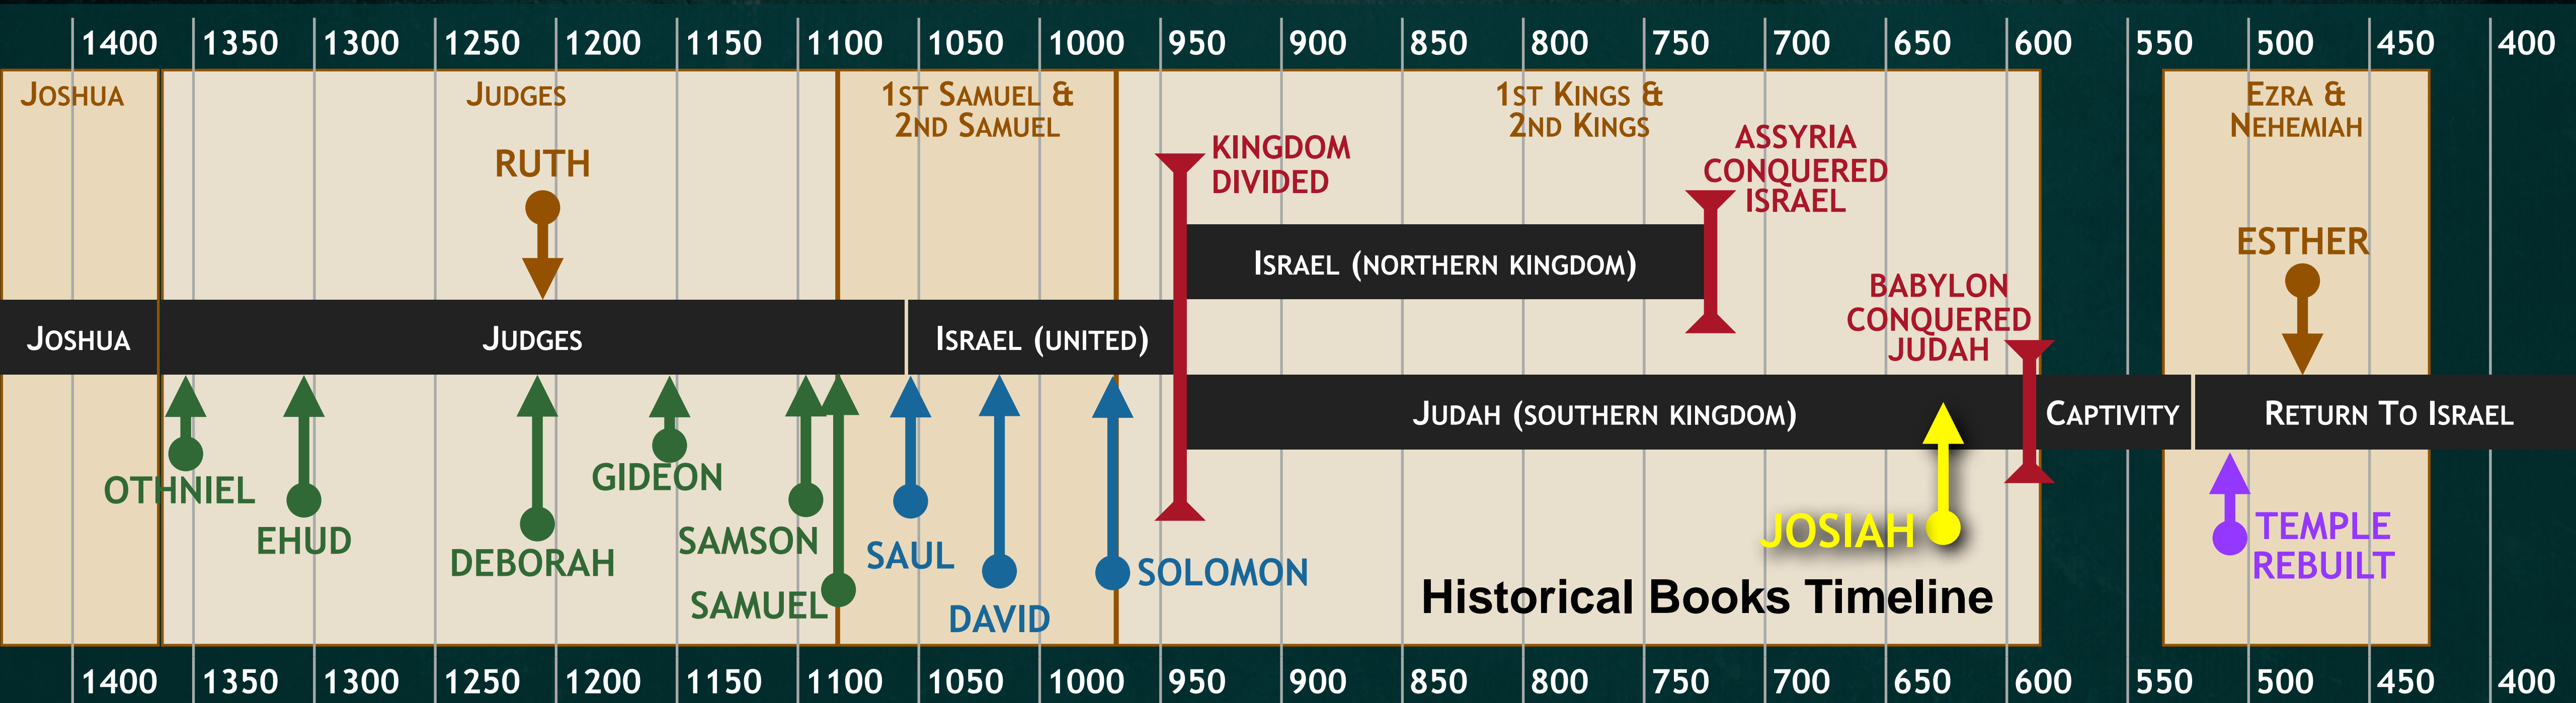 1400 1350 1300 1250 1200 1150 1100 1050 1000 950 900 850 800 750 700 650 600 550 500 450 400
JOSHUA
JUDGES
1ST SAMUEL &
2ND SAMUEL
1ST KINGS &
2ND KINGS
EZRA &
NEHEMIAH
RUTH
KINGDOM
DIVIDED
ASSYRIA
CONQUERED
ISRAEL
ESTHER
ISRAEL (NORTHERN KINGDOM)
BABYLON
CONQUERED
JUDAH
JOSHUA
JUDGES
ISRAEL (UNITED)
JUDAH (SOUTHERN KINGDOM)
CAPTIVITY
RETURN TO ISRAEL
OTHNIEL
EHUD
DEBORAH
GIDEON
SAMSON
SAMUEL
SAUL
DAVID
SOLOMON
JOSIAH
TEMPLE
REBUILT
Historical Books Timeline
1400 1350 1300 1250 1200 1150 1100 1050 1000 950 900 850 800 750 700 650 600 550 500 450 400